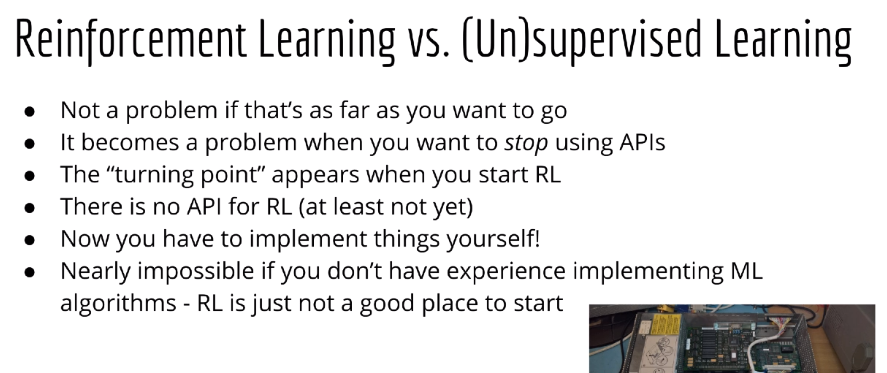 Reinforcement Learning vs. (Un)supervised Learning
● Not a problem if that's as far as you want to go
● It becomes a problem when you want to stop using APIs
● The “turning point” appears when you start RL
● There is no API for RL (at least not yet)
● Now you have to implement things yourself!
● Nearly impossible if you don't have experience implementing ML
algorithms - RL is just not a good place to start